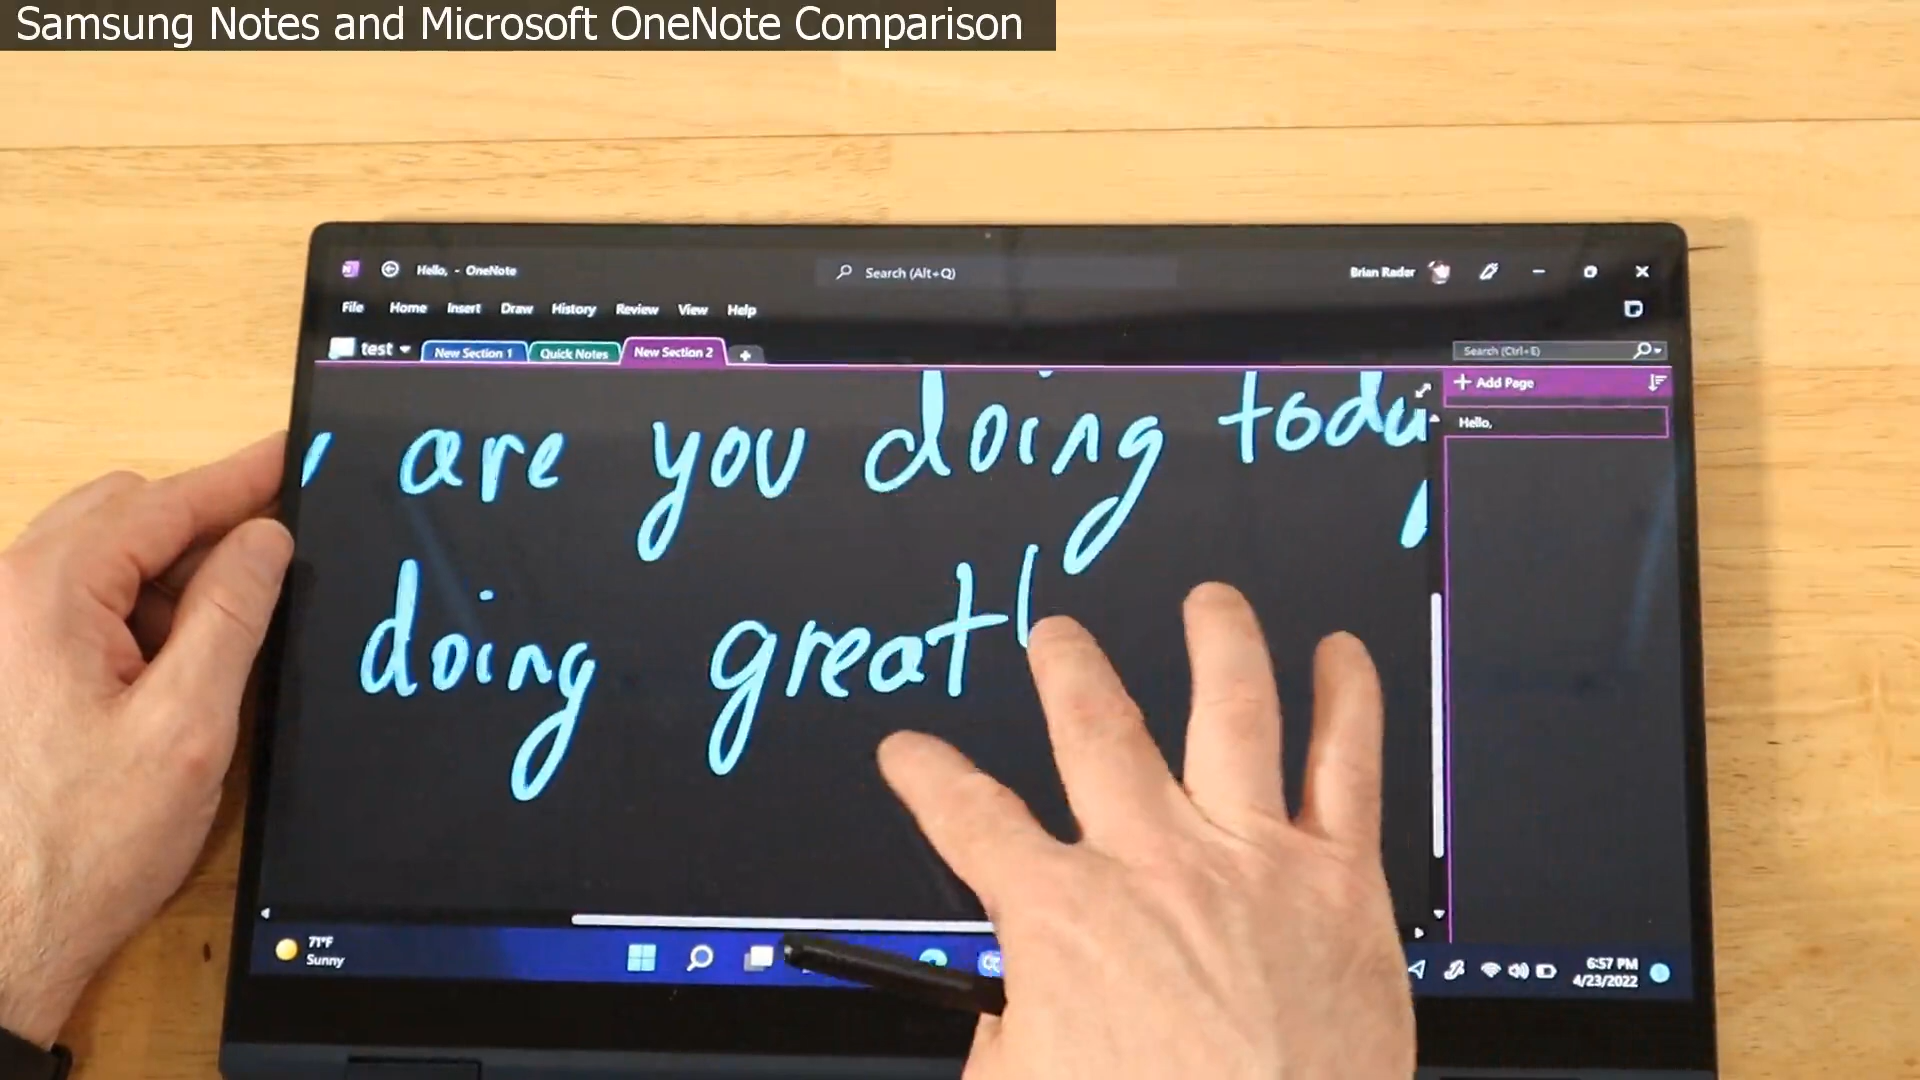 Samsung Notes and Microsoft OneNote Comparison
Hello, - OneNote
Search (Alt+Q)
Brian Rader
File Home Insert Draw History Review View Help
test
New Section 1
Quick Notes
New Section 2
Search (Ctrl+E)
Add Page
Hello,
are you doing toda
doing great
71°F
Sunny
6:57 PM
4/23/2022